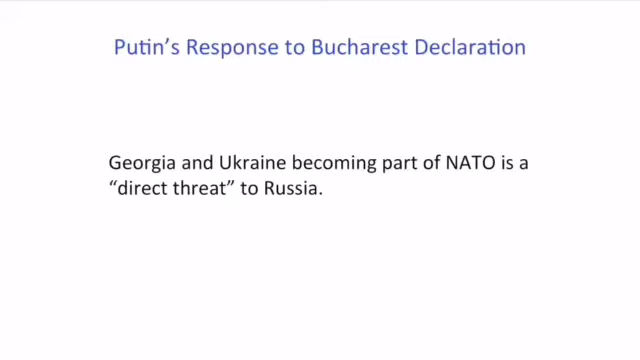 Putin's Response to Bucharest Declaration
Georgia and Ukraine becoming part of NATO is a
“direct threat” to Russia.